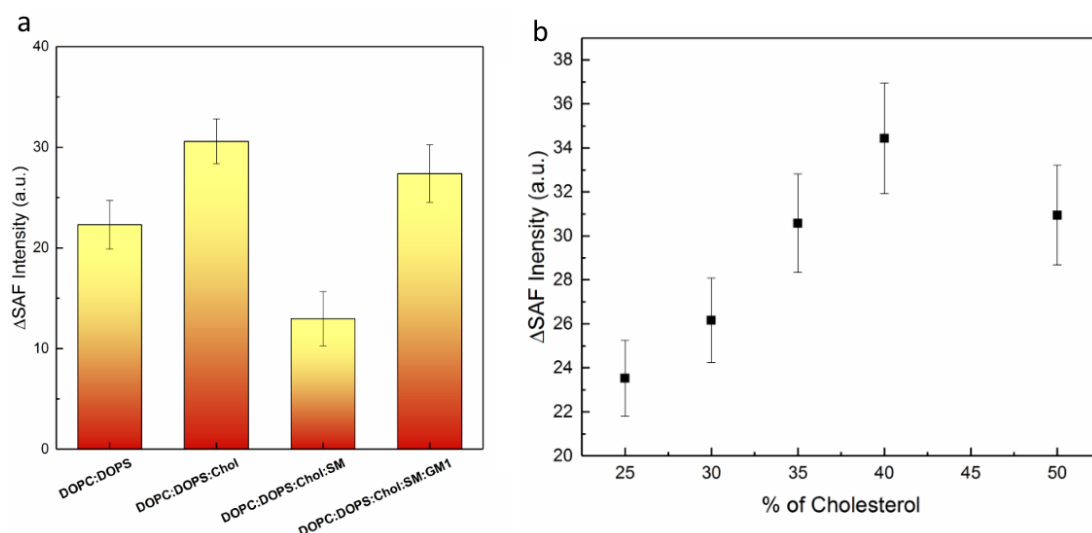 a
ΔSAF Intensity (a.u.)
40
30
20
10
0
DOPC:DOPS
DOPC:DOPS:Chol
DOPC:DOPS:Chol:SM
DOPC:DOPS:Chol:SM:GM1
b
ΔSAF Inensity (a.u.)
38
36
34
32
30
28
26
24
22
20
25 30 35 40 45 50
% of Cholesterol